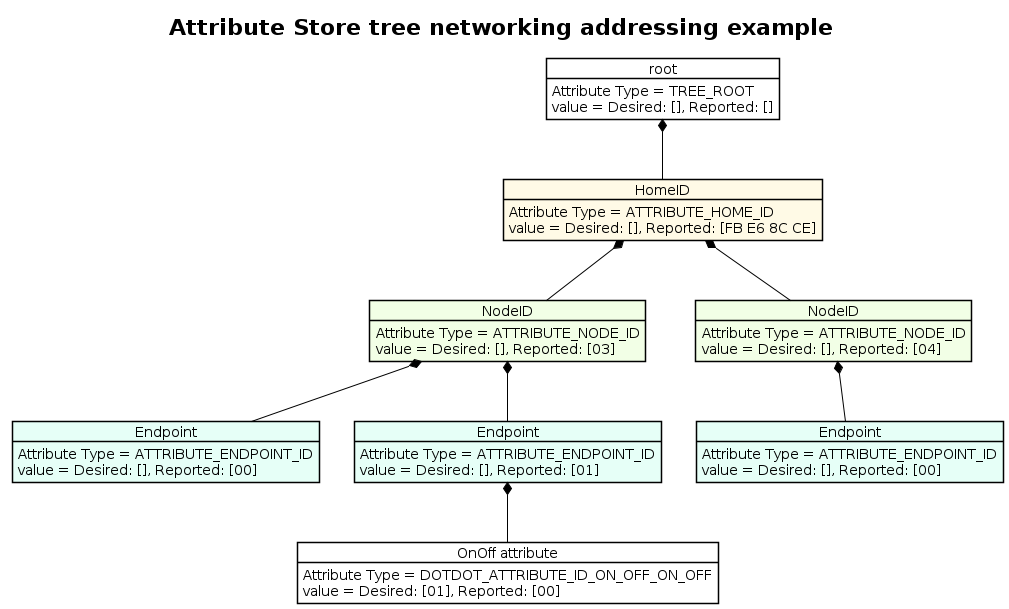 Attribute Store tree networking addressing example
root
Attribute Type = TREE_ROOT
value = Desired: [], Reported: []
HomeID
Attribute Type = ATTRIBUTE_HOME_ID
value = Desired: [], Reported: [FB E6 8C CE]
NodeID
Attribute Type = ATTRIBUTE_NODE_ID
value = Desired: [], Reported: [03]
NodeID
Attribute Type = ATTRIBUTE_NODE_ID
value = Desired: [], Reported: [04]
Endpoint
Attribute Type = ATTRIBUTE_ENDPOINT_ID
value = Desired: [], Reported: [00]
Endpoint
Attribute Type = ATTRIBUTE_ENDPOINT_ID
value = Desired: [], Reported: [01]
Endpoint
Attribute Type = ATTRIBUTE_ENDPOINT_ID
value = Desired: [], Reported: [00]
OnOff attribute
Attribute Type = DOTDOT_ATTRIBUTE_ID_ON_OFF_ON_OFF
value = Desired: [01], Reported: [00]